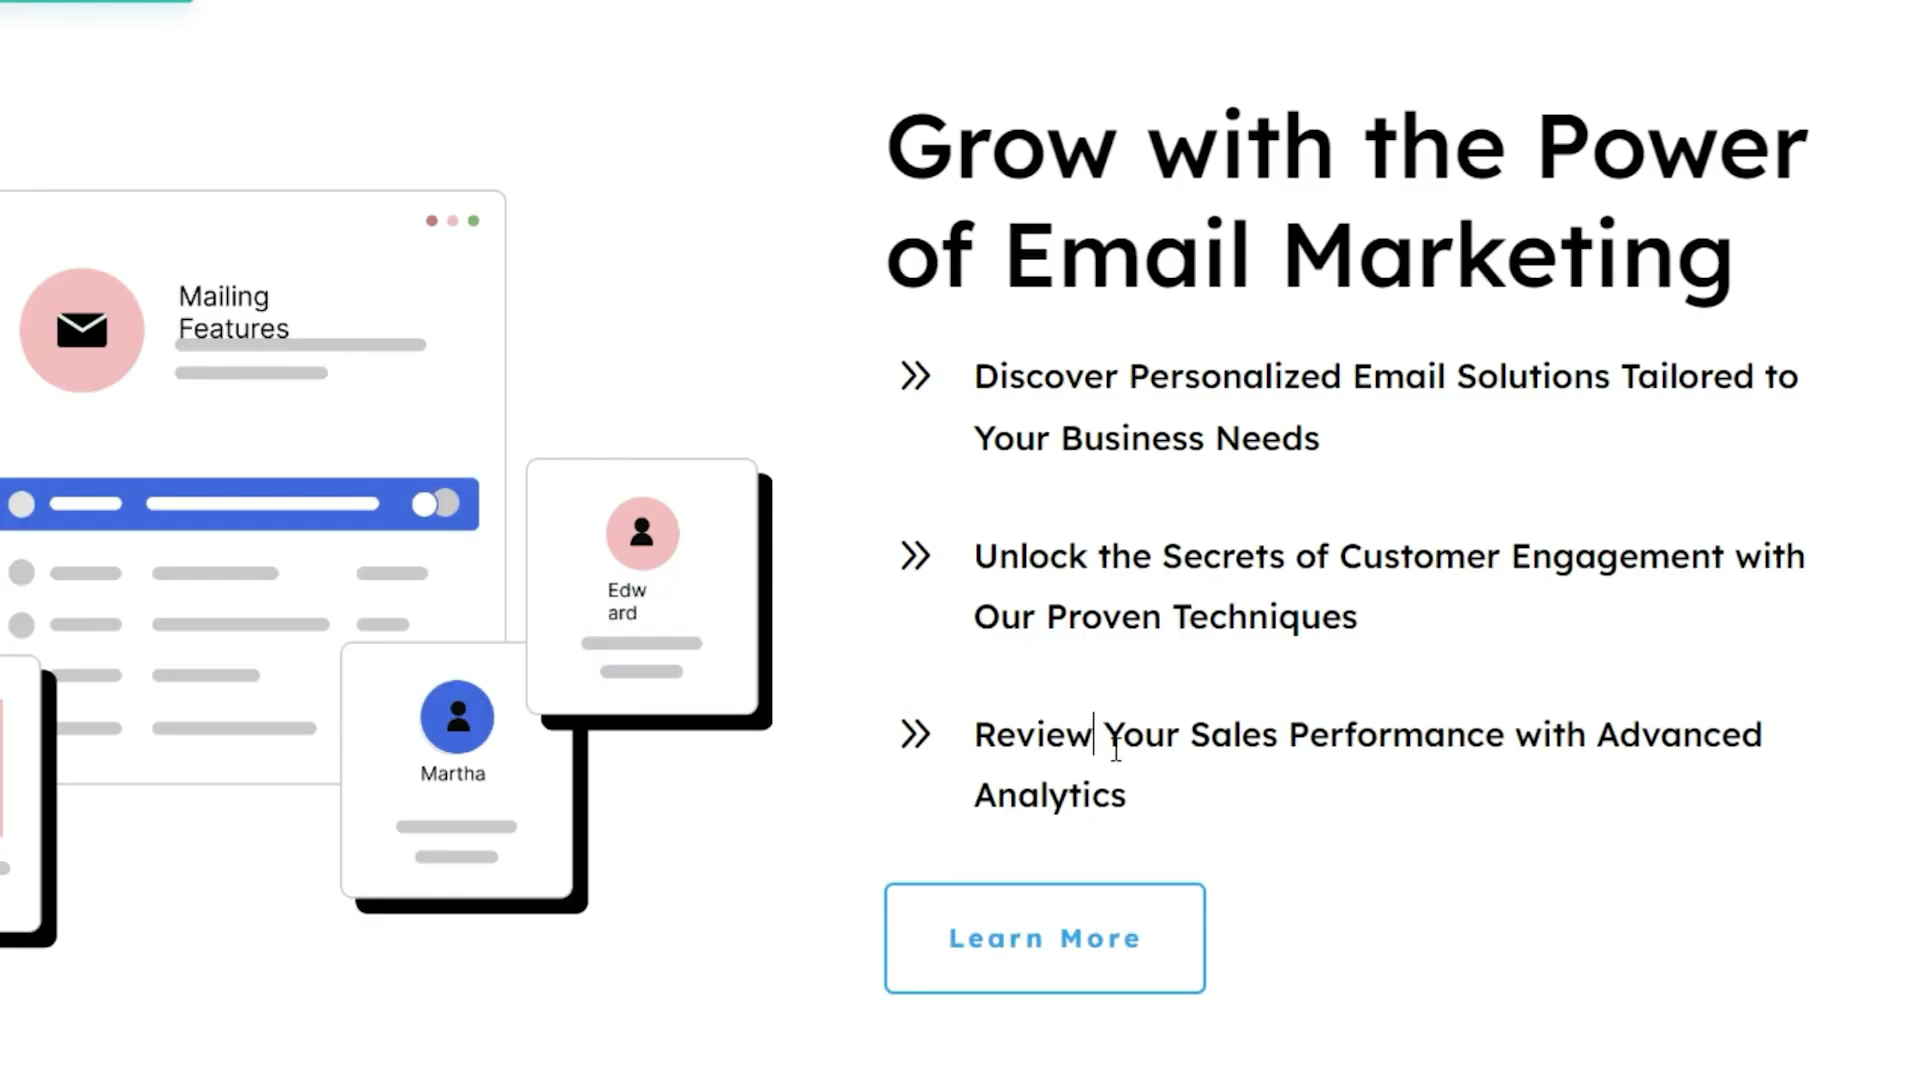 Grow with the Power
of Email Marketing
Mailing
Features
Discover Personalized Email Solutions Tailored to
Your Business Needs
Unlock the Secrets of Customer Engagement with
Our Proven Techniques
Edw
ard
Martha
Review Your Sales Performance with Advanced
Analytics
Learn More